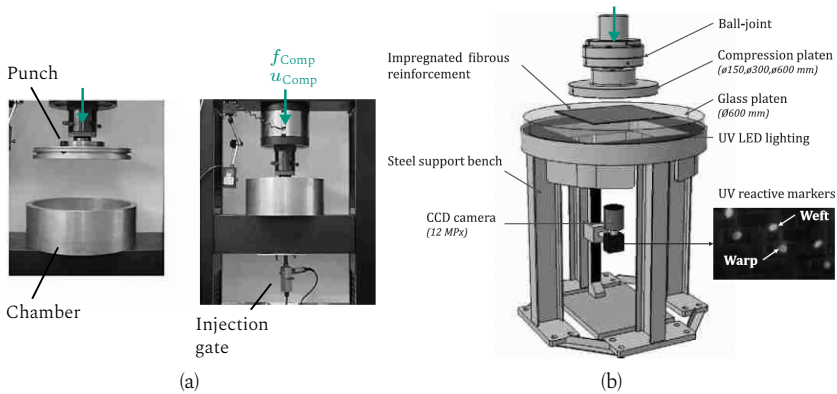 Punch
f_Comp
u_Comp
Chamber
Injection
gate
(a)
Ball-joint
Impregnated fibrous
reinforcement
Compression platen
(ø150,ø300,ø600 mm)
Glass platen
(Ø600 mm)
UV LED lighting
Steel support bench
UV reactive markers
CCD camera
(12 MPx)
Weft
Warp
(b)